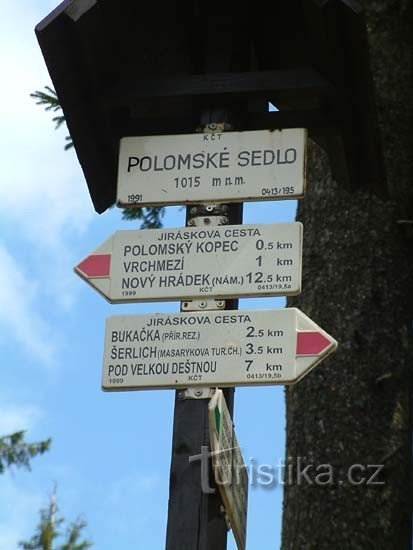 KČT
POLOMSKÉ SEDLO
1015 m n.m.
1991 0413/195
JIRÁSKOVA CESTA
POLOMSKÝ KOPEC 0.5 KM
VRCHMEZÍ 1 KM
NOVÝ HRÁDEK (NÁM.) 12.5 KM
1999 KČT 0413/19,5a
JIRÁSKOVA CESTA
BUKAČKA (PŘÍR.REZ.) 2.5 KM
ŠERLICH (MASARYKOVA TUR.CH.) 3.5 KM
POD VELKOU DEŠTNOU 7 KM
1999 KČT 0413/19,5b
turistika.cz